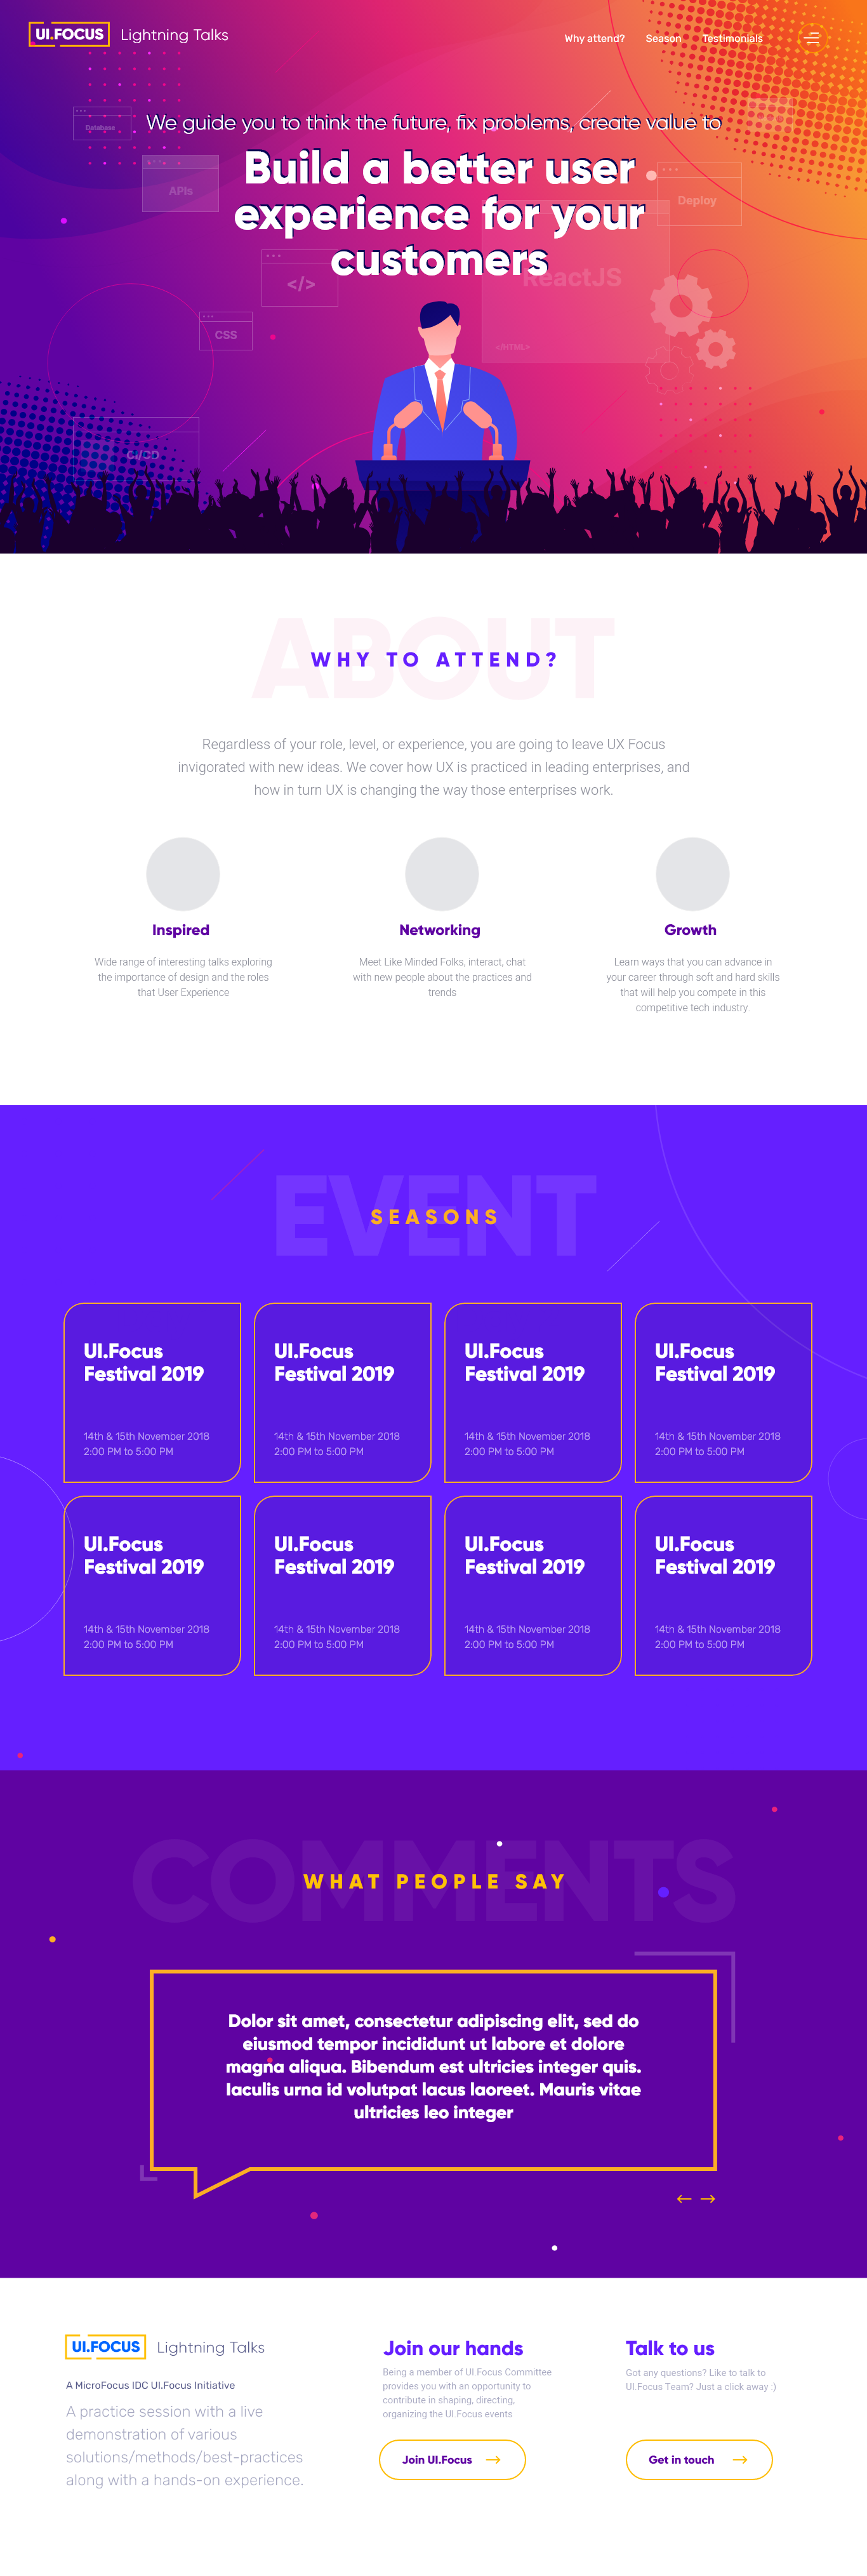 UI.FOCUS Lightning Talks
Why attend? Season Testimonials
We guide you to think the future, fix problems, create value to
Build a better user
experience for your
customers
Database
APIs
Deploy
</>
ReactJS
CSS
</HTML>
CI/CD
ABOUT
WHY TO ATTEND?
Regardless of your role, level, or experience, you are going to leave UX Focus
invigorated with new ideas. We cover how UX is practiced in leading enterprises, and
how in turn UX is changing the way those enterprises work.
Inspired
Wide range of interesting talks exploring
the importance of design and the roles
that User Experience
Networking
Meet Like Minded Folks, interact, chat
with new people about the practices and
trends
Growth
Learn ways that you can advance in
your career through soft and hard skills
that will help you compete in this
competitive tech industry.
EVENT
SEASONS
UI.Focus
Festival 2019
14th & 15th November 2018
2:00 PM to 5:00 PM
UI.Focus
Festival 2019
14th & 15th November 2018
2:00 PM to 5:00 PM
UI.Focus
Festival 2019
14th & 15th November 2018
2:00 PM to 5:00 PM
UI.Focus
Festival 2019
14th & 15th November 2018
2:00 PM to 5:00 PM
UI.Focus
Festival 2019
14th & 15th November 2018
2:00 PM to 5:00 PM
UI.Focus
Festival 2019
14th & 15th November 2018
2:00 PM to 5:00 PM
UI.Focus
Festival 2019
14th & 15th November 2018
2:00 PM to 5:00 PM
UI.Focus
Festival 2019
14th & 15th November 2018
2:00 PM to 5:00 PM
COMMENTS
WHAT PEOPLE SAY
Dolor sit amet, consectetur adipiscing elit, sed do
eiusmod tempor incididunt ut labore et dolore
magna aliqua. Bibendum est ultricies integer quis.
Iaculis urna id volutpat lacus laoreet. Mauris vitae
ultricies leo integer
UI.FOCUS Lightning Talks
A MicroFocus IDC UI.Focus Initiative
A practice session with a live
demonstration of various
solutions/methods/best-practices
along with a hands-on experience.
Join our hands
Being a member of UI.Focus Committee
provides you with an opportunity to
contribute in shaping, directing,
organizing the UI.Focus events
Join UI.Focus
Talk to us
Got any questions? Like to talk to
UI.Focus Team? Just a click away :)
Get in touch